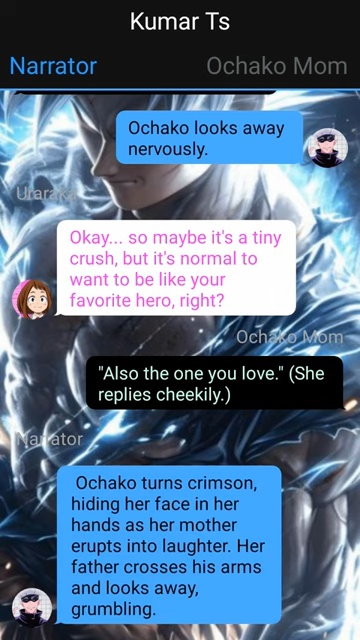 Kumar Ts
Narrator
Ochako Mom
Ochako looks away
nervously.
Uraraka
Okay... so maybe it's a tiny
crush, but it's normal to
want to be like your
favorite hero, right?
Ochako Mom
"Also the one you love." (She
replies cheekily.)
Narrator
Ochako turns crimson,
hiding her face in her
hands as her mother
erupts into laughter. Her
father crosses his arms
and looks away,
grumbling.